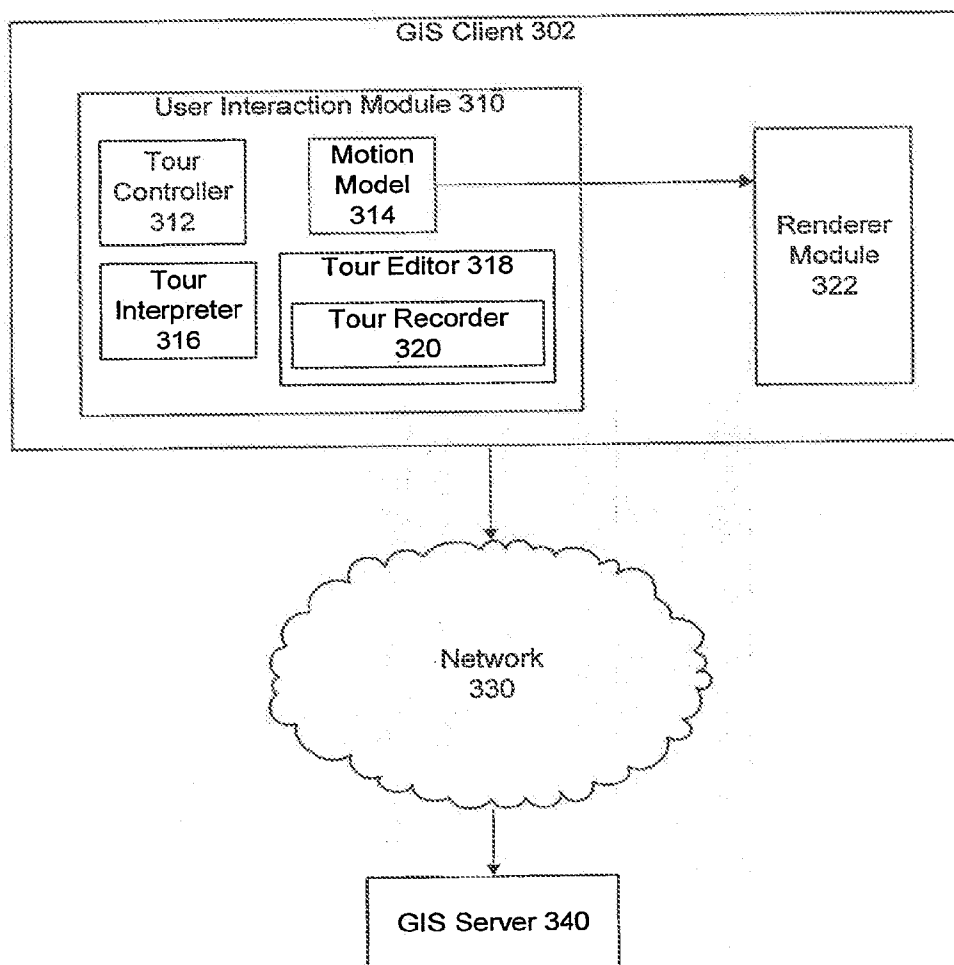 GIS Client 302
User Interaction Module 310
Tour
Controller
312
Motion
Model
314
Tour
Interpreter
316
Tour Editor 318
Tour Recorder
320
Renderer
Module
322
Network
330
GIS Server 340